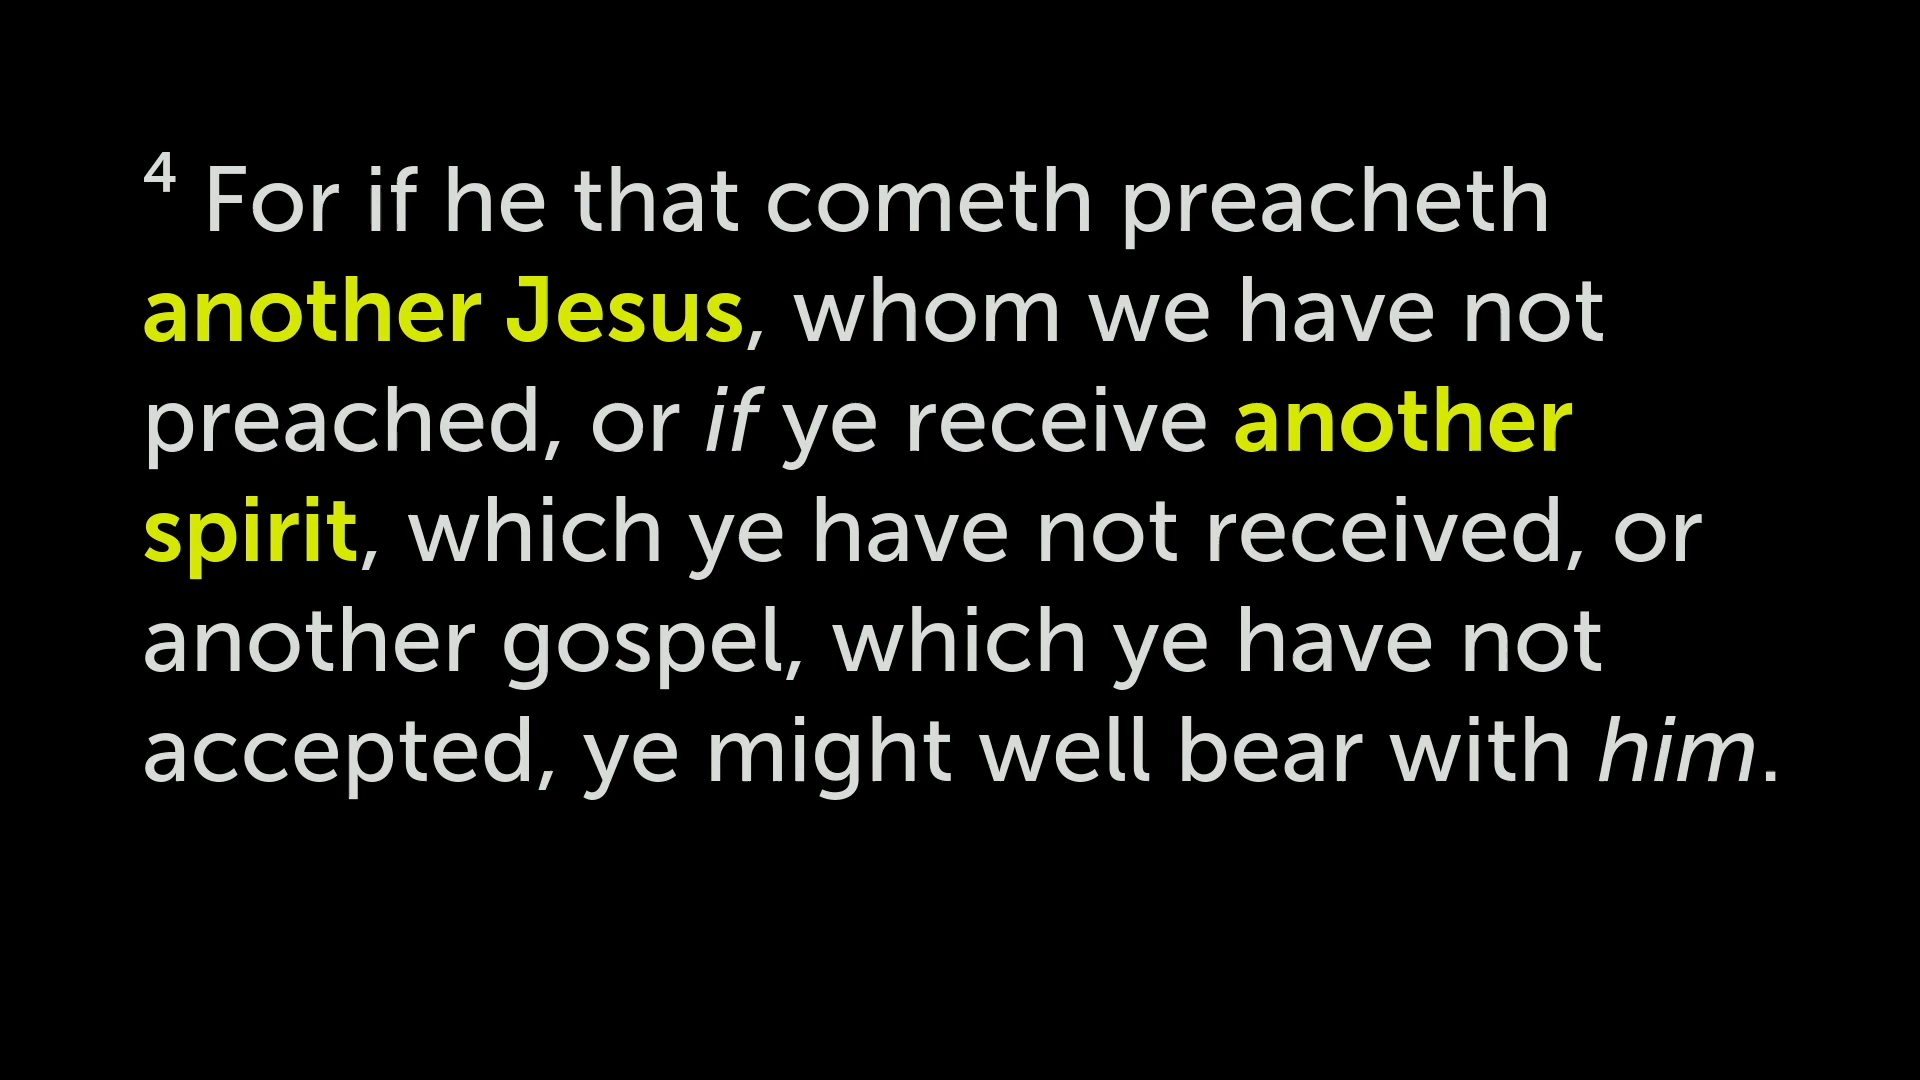 4 For if he that cometh preacheth
another Jesus, whom we have not
preached, or if ye receive another
spirit, which ye have not received, or
another gospel, which ye have not
accepted, ye might well bear with him.